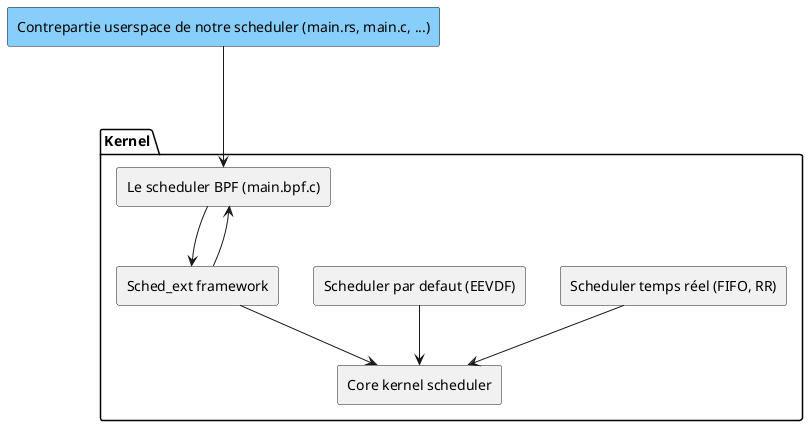 Contrepartie userspace de notre scheduler (main.rs, main.c, ...)
Kernel
Le scheduler BPF (main.bpf.c)
Sched_ext framework
Scheduler par defaut (EEVDF)
Scheduler temps réel (FIFO, RR)
Core kernel scheduler